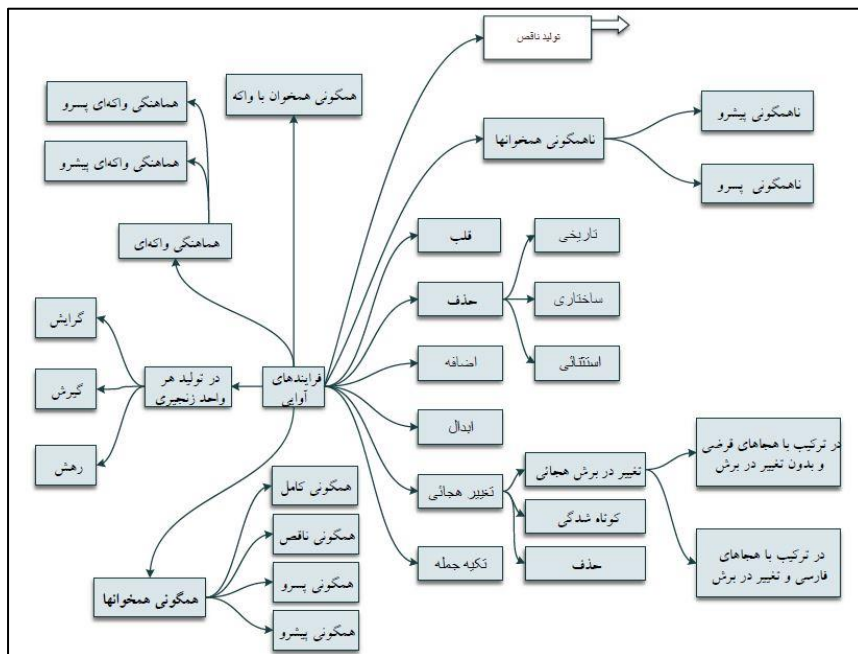 تولید ناقص
همگونی همخوان با واکه
هماهنگی واکه‌ای پسرو
هماهنگی واکه‌ای پیشرو
هماهنگی واکه‌ای
ناهمگونی همخوانها
ناهمگونی پیشرو
ناهمگونی پسرو
قلب
حذف
تاریخی
ساختاری
استثنائی
اضافه
ابدال
فرایندهای
آوایی
در تولید هر
واحد زنجیری
گرایش
گیرش
رهش
تغییر هجائی
تغییر در برش هجائی
در ترکیب با هجاهای قرضی
و بدون تغییر در برش
در ترکیب با هجاهای
فارسی و تغییر در برش
کوتاه شدگی
حذف
تکیه جمله
همگونی همخوانها
همگونی کامل
همگونی ناقص
همگونی پسرو
همگونی پیشرو